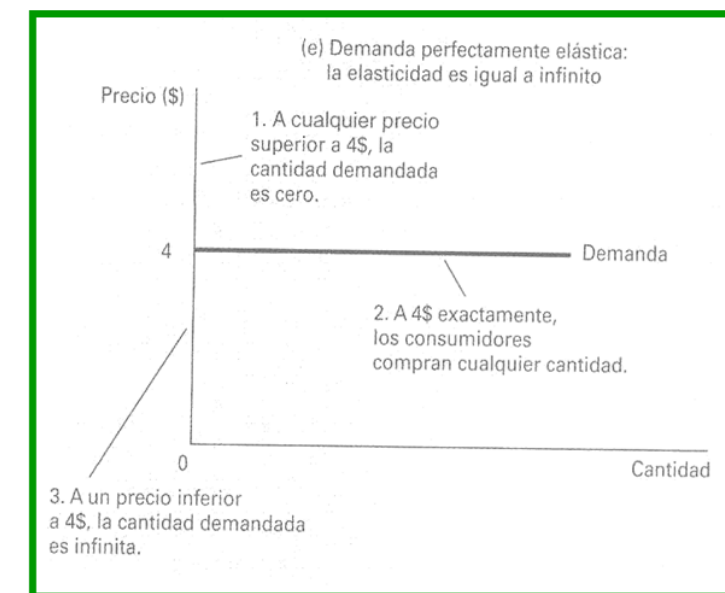 (e) Demanda perfectamente elástica:
la elasticidad es igual a infinito
Precio ($)
1. A cualquier precio
superior a 4$, la
cantidad demandada
es cero.
4
Demanda
2. A 4$ exactamente,
los consumidores
compran cualquier cantidad.
0
Cantidad
3. A un precio inferior
a 4$, la cantidad demandada
es infinita.